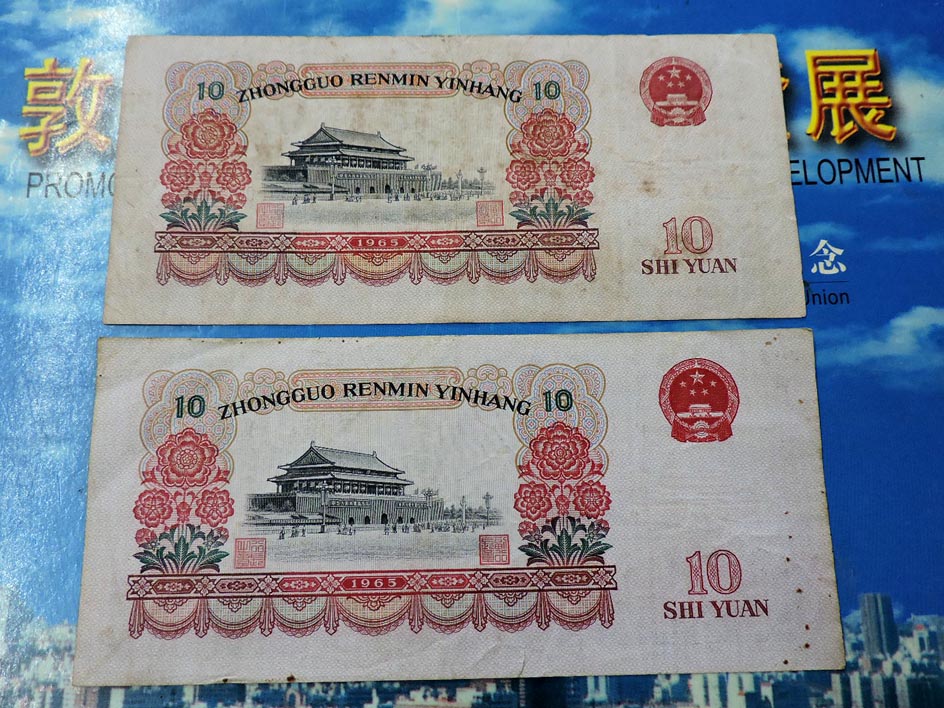 敦 展
10 ZHONGGUO RENMIN YINHANG 10
ELOPMENT
PROMO
10
念
1965
SHI YUAN
Union
10 ZHONGGUO RENMIN YINHANG 10
10
1965
SHI YUAN